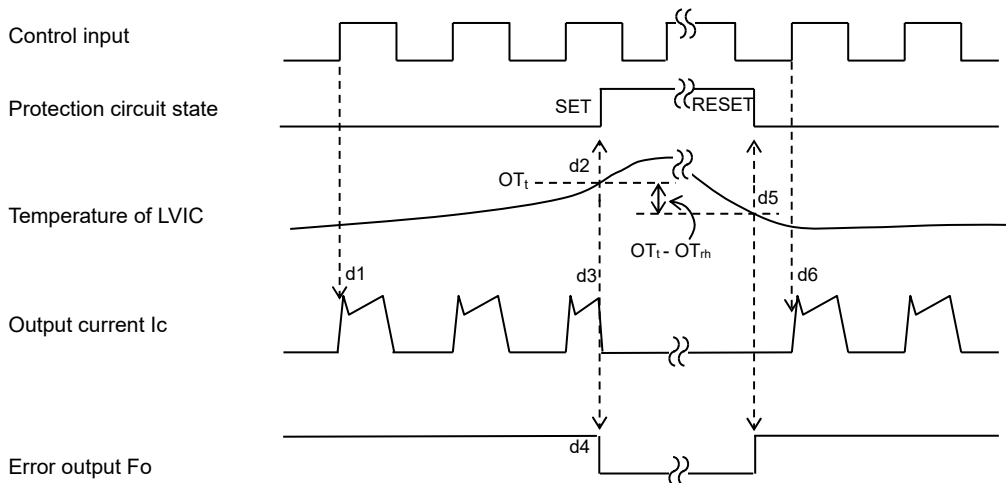 Control input
Protection circuit state
SET
RESET
d2
OTt
Temperature of LVIC
d5
OTt - OTrh
d1
d3
d6
Output current Ic
d4
Error output Fo